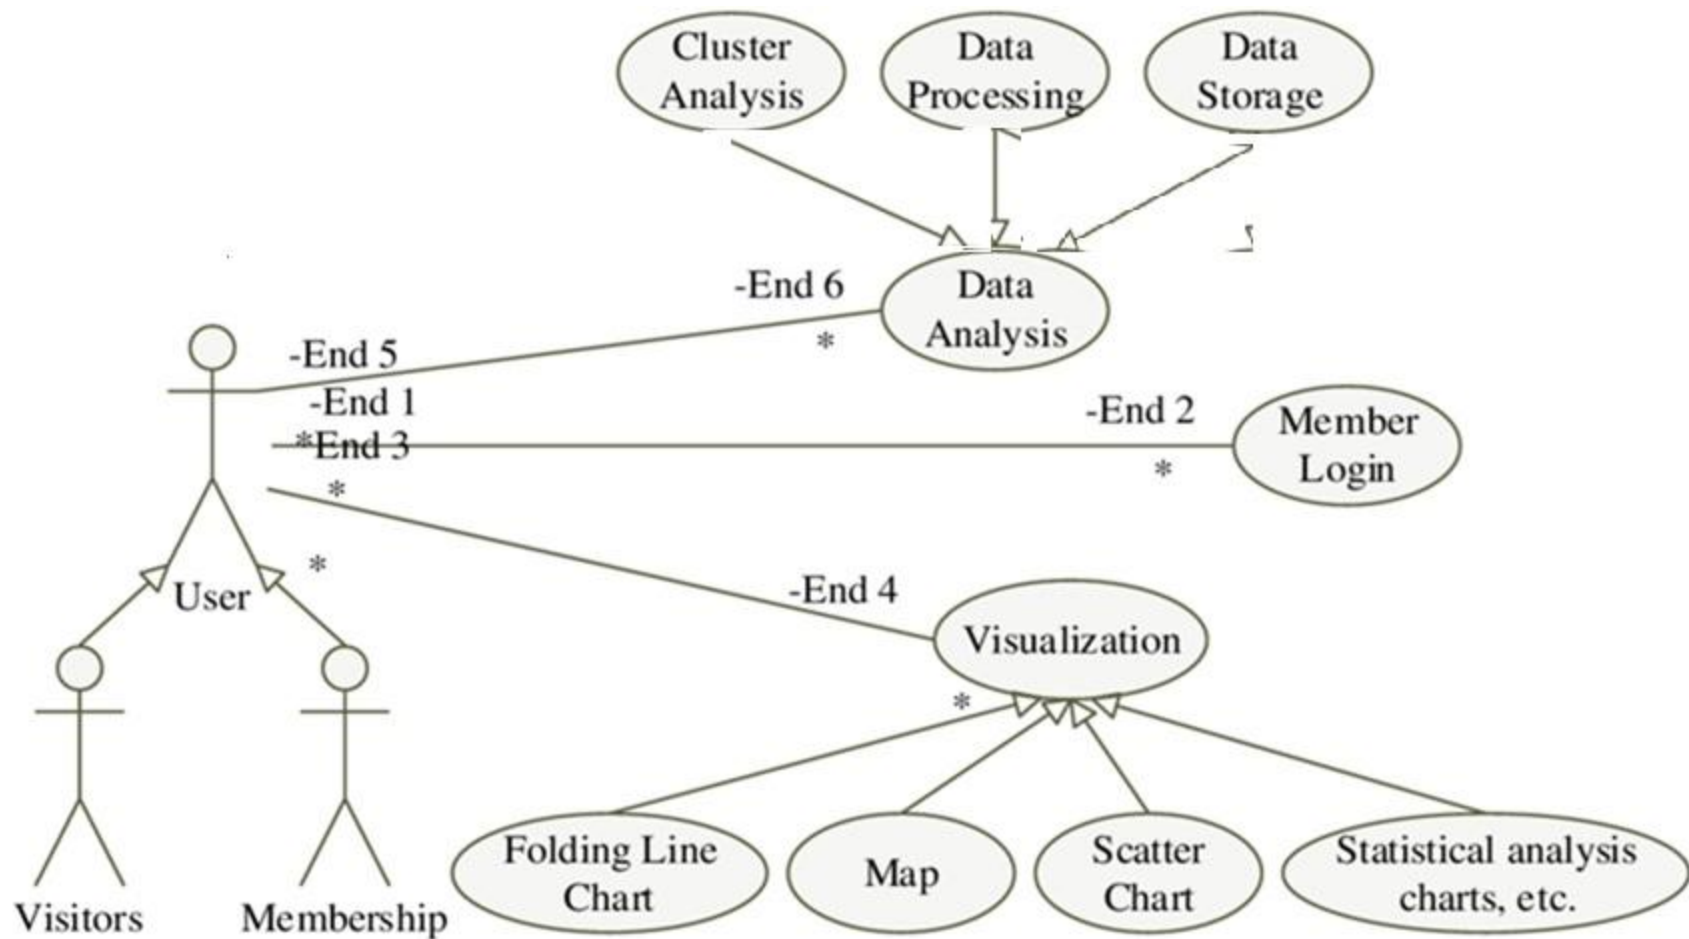 Cluster
Analysis
Data
Processing
Data
Storage
-End 6
*
Data
Analysis
-End 5
-End 1
*End 3
*
-End 2
*
Member
Login
*
User
-End 4
Visualization
*
Folding Line
Chart
Map
Scatter
Chart
Statistical analysis
charts, etc.
Visitors
Membership